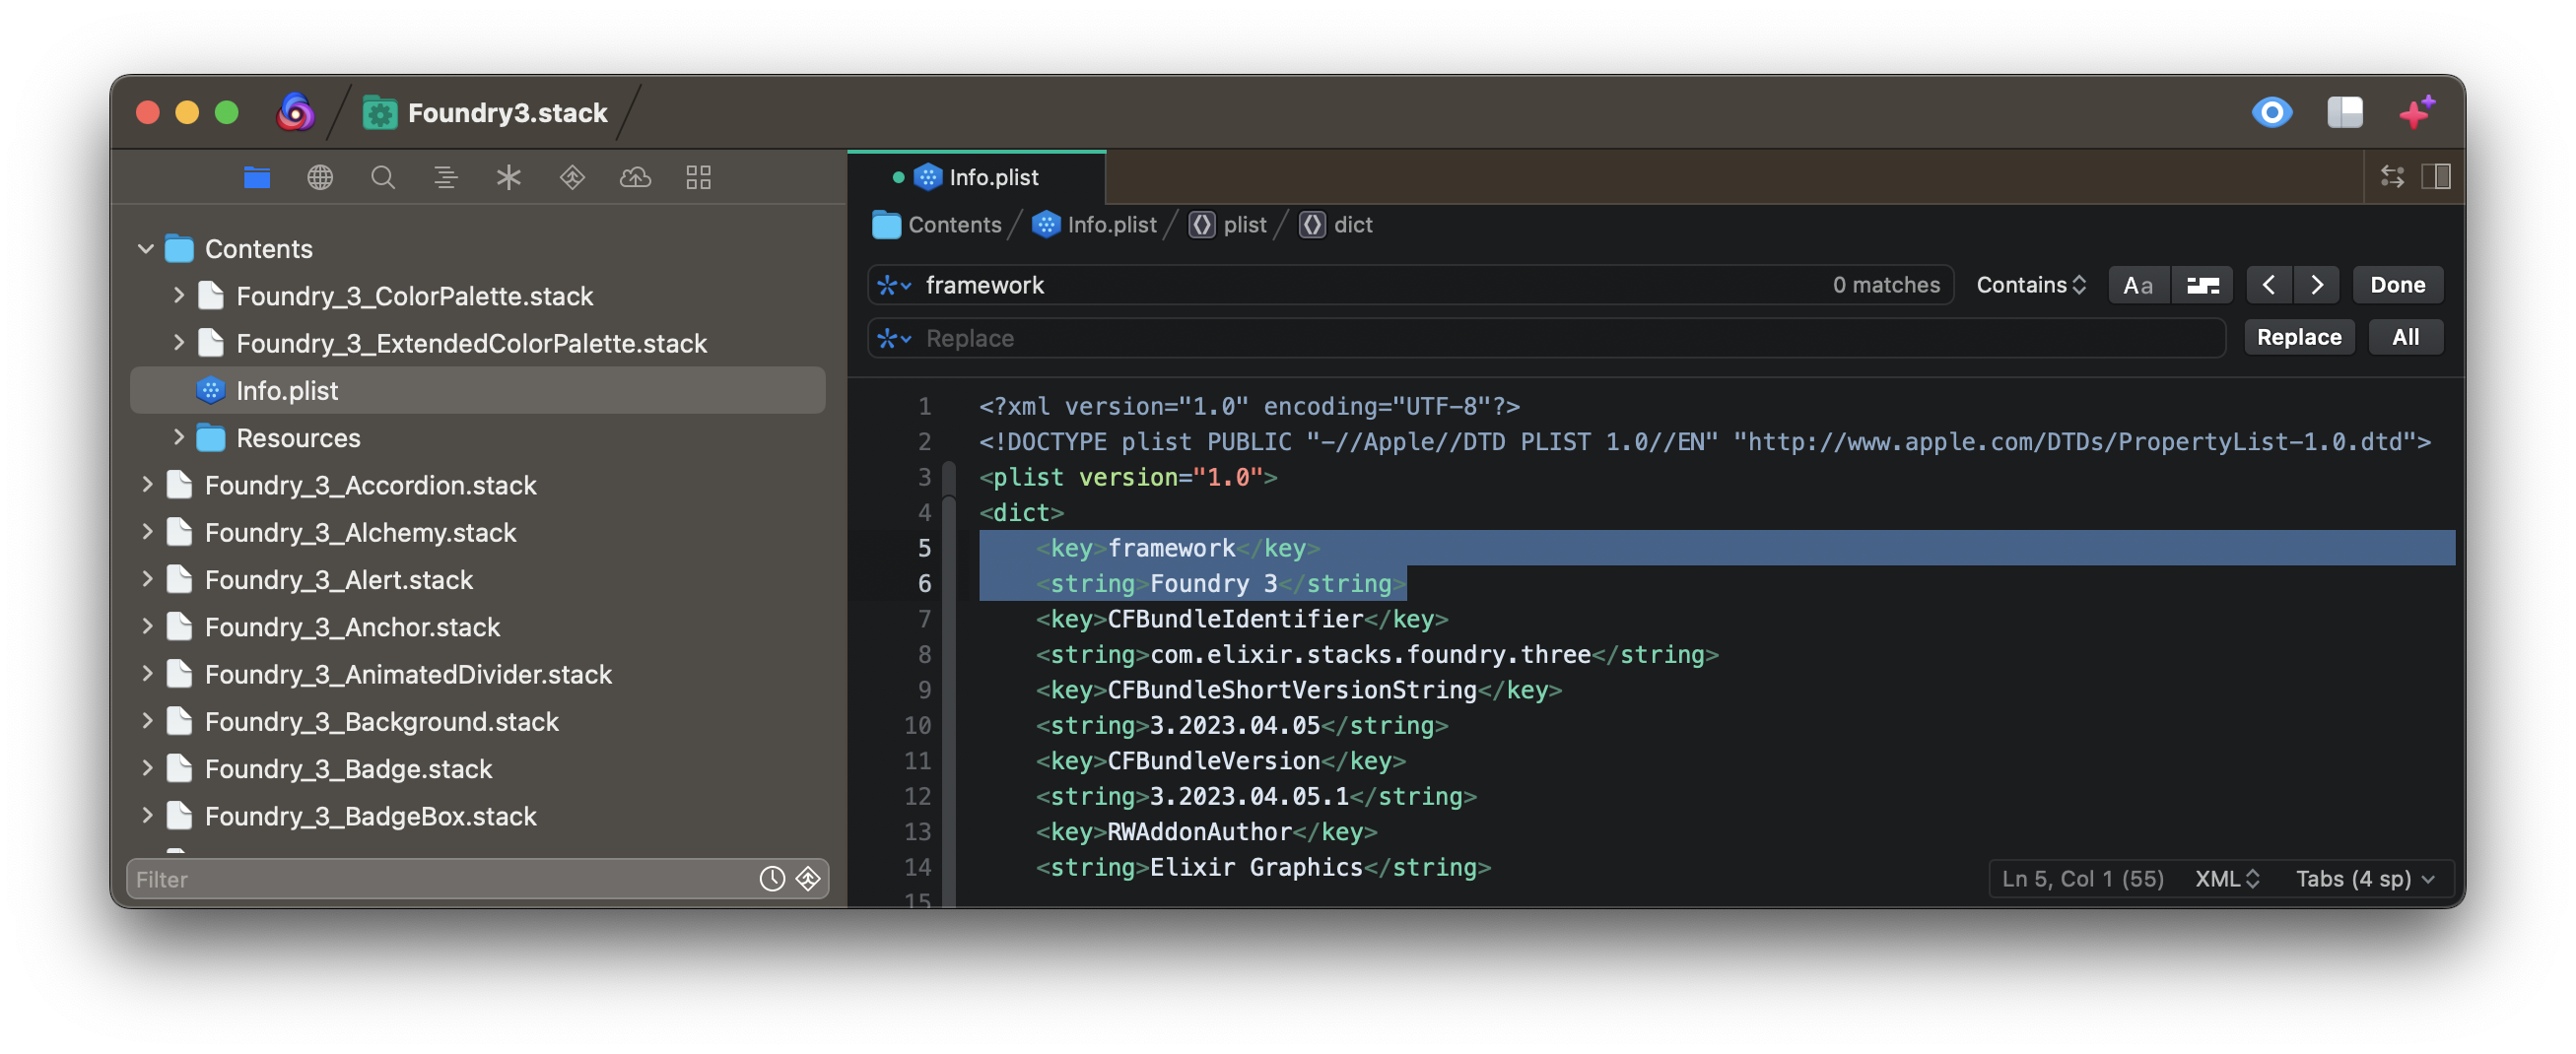 Foundry3.stack
Contents
Foundry_3_ColorPalette.stack
Foundry_3_ExtendedColorPalette.stack
Info.plist
Resources
Foundry_3_Accordion.stack
Foundry_3_Alchemy.stack
Foundry_3_Alert.stack
Foundry_3_Anchor.stack
Foundry_3_AnimatedDivider.stack
Foundry_3_Background.stack
Foundry_3_Badge.stack
Foundry_3_BadgeBox.stack
Filter
Info.plist
Contents Info.plist plist dict
framework 0 matches Contains Aa Done
Replace Replace All
1 <?xml version="1.0" encoding="UTF-8"?>
2 <!DOCTYPE plist PUBLIC "-//Apple//DTD PLIST 1.0//EN" "http://www.apple.com/DTDs/PropertyList-1.0.dtd">
3 <plist version="1.0">
4 <dict>
5 <key>framework</key>
6 <string>Foundry 3</string>
7 <key>CFBundleIdentifier</key>
8 <string>com.elixir.stacks.foundry.three</string>
9 <key>CFBundleShortVersionString</key>
10 <string>3.2023.04.05</string>
11 <key>CFBundleVersion</key>
12 <string>3.2023.04.05.1</string>
13 <key>RWAddonAuthor</key>
14 <string>Elixir Graphics</string>
15
Ln 5, Col 1 (55) XML Tabs (4 sp)